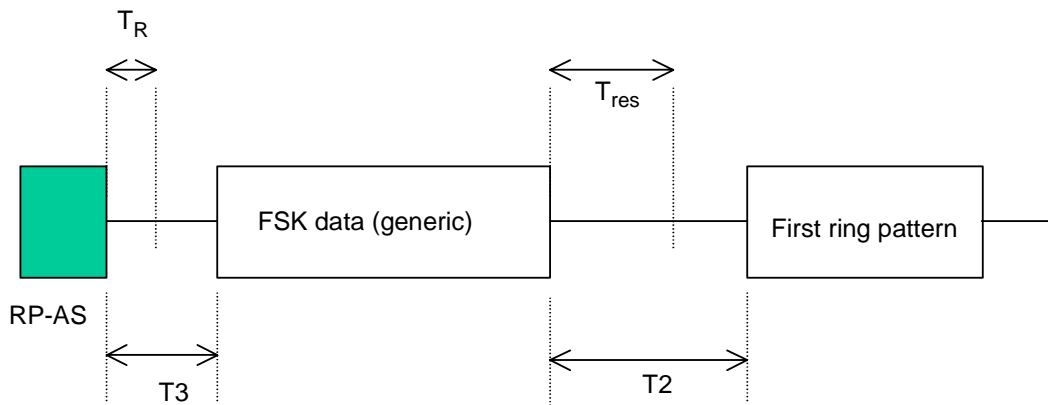 T_R
T_res
FSK data (generic)
First ring pattern
RP-AS
T3
T2